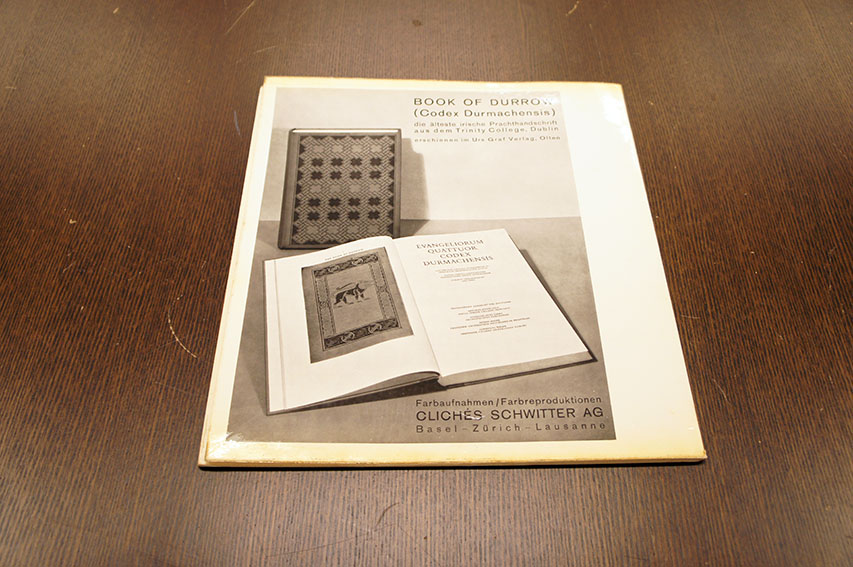 BOOK OF DURROW
(Codex Durmachensis)
die älteste irische Prachthandschrift
aus dem Trinity College, Dublin
erschienen im Urs Graf Verlag, Olten
EVANGELIORUM
QUATTUOR
CODEX
DURMACHENSIS
Farbaufnahmen/Farbreproduktionen
CLICHÉS SCHWITTER AG
Basel – Zürich – Lausanne